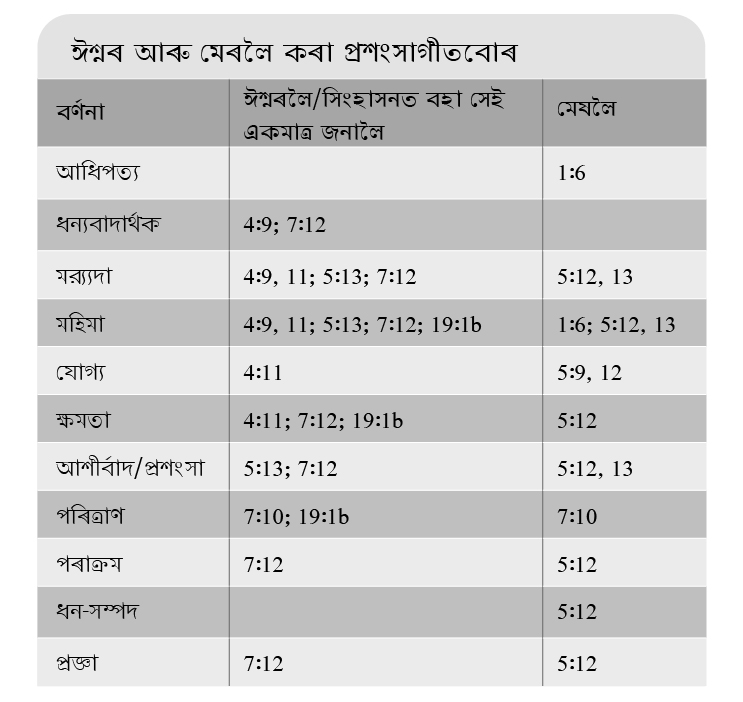 ঈশ্বৰ আৰু মেৰলৈ কৰা প্ৰশংসাগীতবোৰ
বৰ্ণনা ঈশ্বৰলৈ/সিংহাসনত বহা সেই একমাত্ৰ জনালৈ মেষলৈ
আধিপত্য 1:6
ধন্যবাদাৰ্থক 4:9; 7:12
মৰ্য্যদা 4:9, 11; 5:13; 7:12 5:12, 13
মহিমা 4:9, 11; 5:13; 7:12; 19:1b 1:6; 5:12, 13
যোগ্য 4:11 5:9, 12
ক্ষমতা 4:11; 7:12; 19:1b 5:12
আশীৰ্বাদ/প্ৰশংসা 5:13; 7:12 5:12, 13
পৰিত্ৰাণ 7:10; 19:1b 7:10
পৰাক্ৰম 7:12 5:12
ধন-সম্পদ 5:12
প্ৰজ্ঞা 7:12 5:12